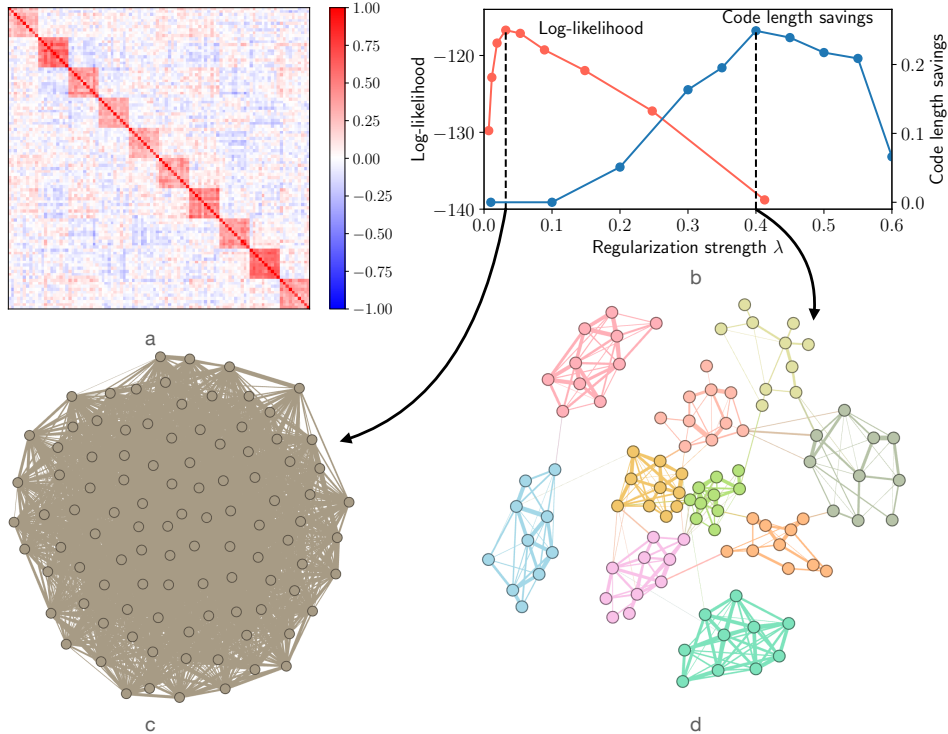 1.00
0.75
0.50
0.25
0.00
−0.25
−0.50
−0.75
−1.00
a
Log-likelihood
Code length savings
−120
−130
−140
Log-likelihood
0.2
0.1
0.0
Code length savings
0.0 0.1 0.2 0.3 0.4 0.5 0.6
Regularization strength λ
b
c
d